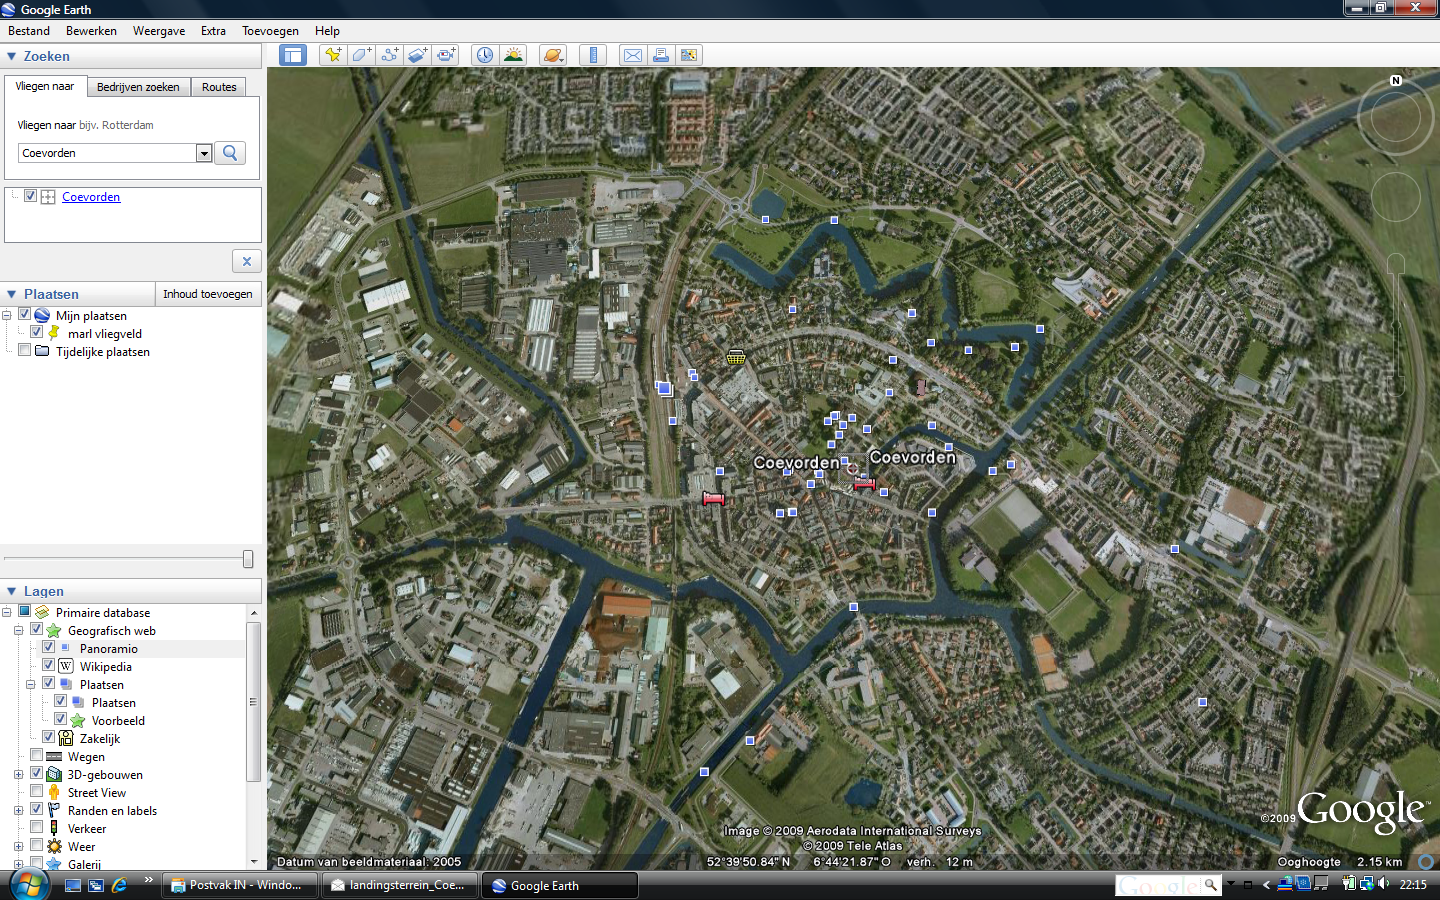 Google Earth
Bestand Bewerken Weergave Extra Toevoegen Help
Zoeken
Vliegen naar Bedrijven zoeken Routes
Vliegen naar bijv. Rotterdam
Coevorden
Coevorden
Plaatsen Inhoud toevoegen
Mijn plaatsen
marl vliegveld
Tijdelijke plaatsen
Lagen
Primaire database
Geografisch web
Panoramio
W Wikipedia
Plaatsen
Plaatsen
Voorbeeld
Zakelijk
Wegen
3D-gebouwen
Street View
Randen en labels
Verkeer
Weer
Galerij
N
Coevorden
Coevorden
©2009 Google™
Image © 2009 Aerodata International Surveys
© 2009 Tele Atlas
Datum van beeldmateriaal: 2005 52°39'50.84" N 6°44'21.87" O verh. 12 m Ooghoogte 2.15 km
» Postvak IN - Windo... landingsterrein_Coe... Google Earth Google 22:15